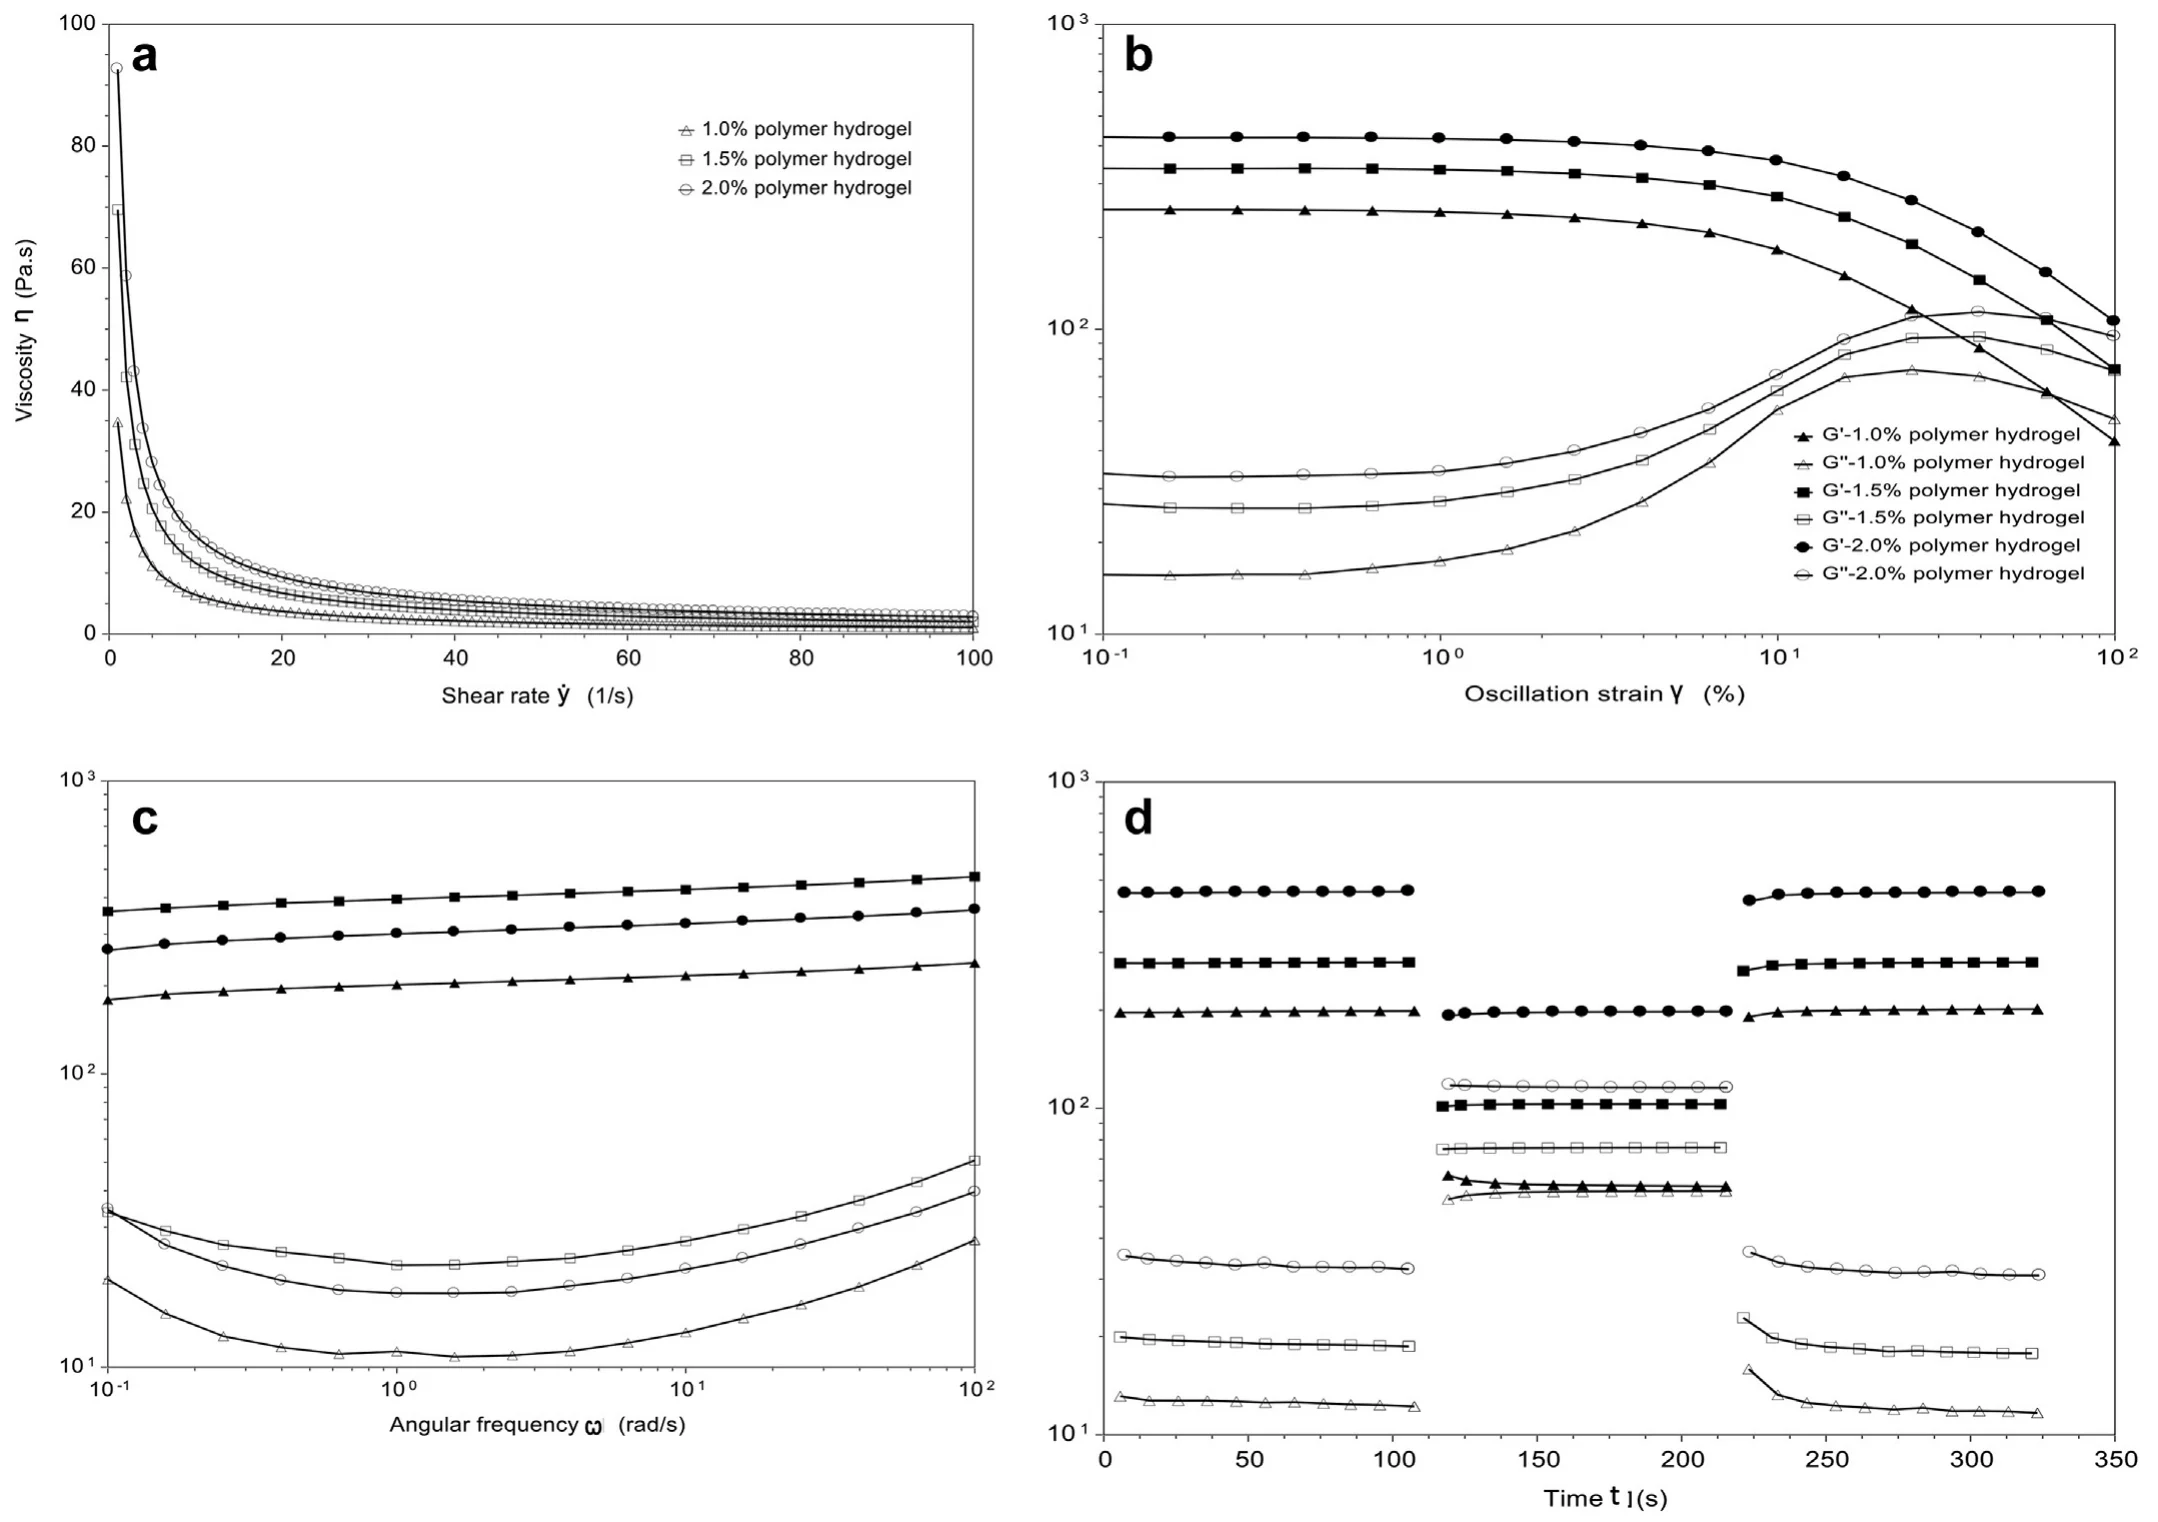 a
100
80
60
40
20
0
0 20 40 60 80 100
Viscosity η (Pa.s)
Shear rate ẏ (1/s)
1.0% polymer hydrogel
1.5% polymer hydrogel
2.0% polymer hydrogel
b
10³
10²
10¹
10⁻¹ 10⁰ 10¹ 10²
Oscillation strain γ (%)
G'-1.0% polymer hydrogel
G''-1.0% polymer hydrogel
G'-1.5% polymer hydrogel
G''-1.5% polymer hydrogel
G'-2.0% polymer hydrogel
G''-2.0% polymer hydrogel
c
10³
10²
10¹
10⁻¹ 10⁰ 10¹ 10²
Angular frequency ω (rad/s)
d
10³
10²
10¹
0 50 100 150 200 250 300 350
Time t (s)